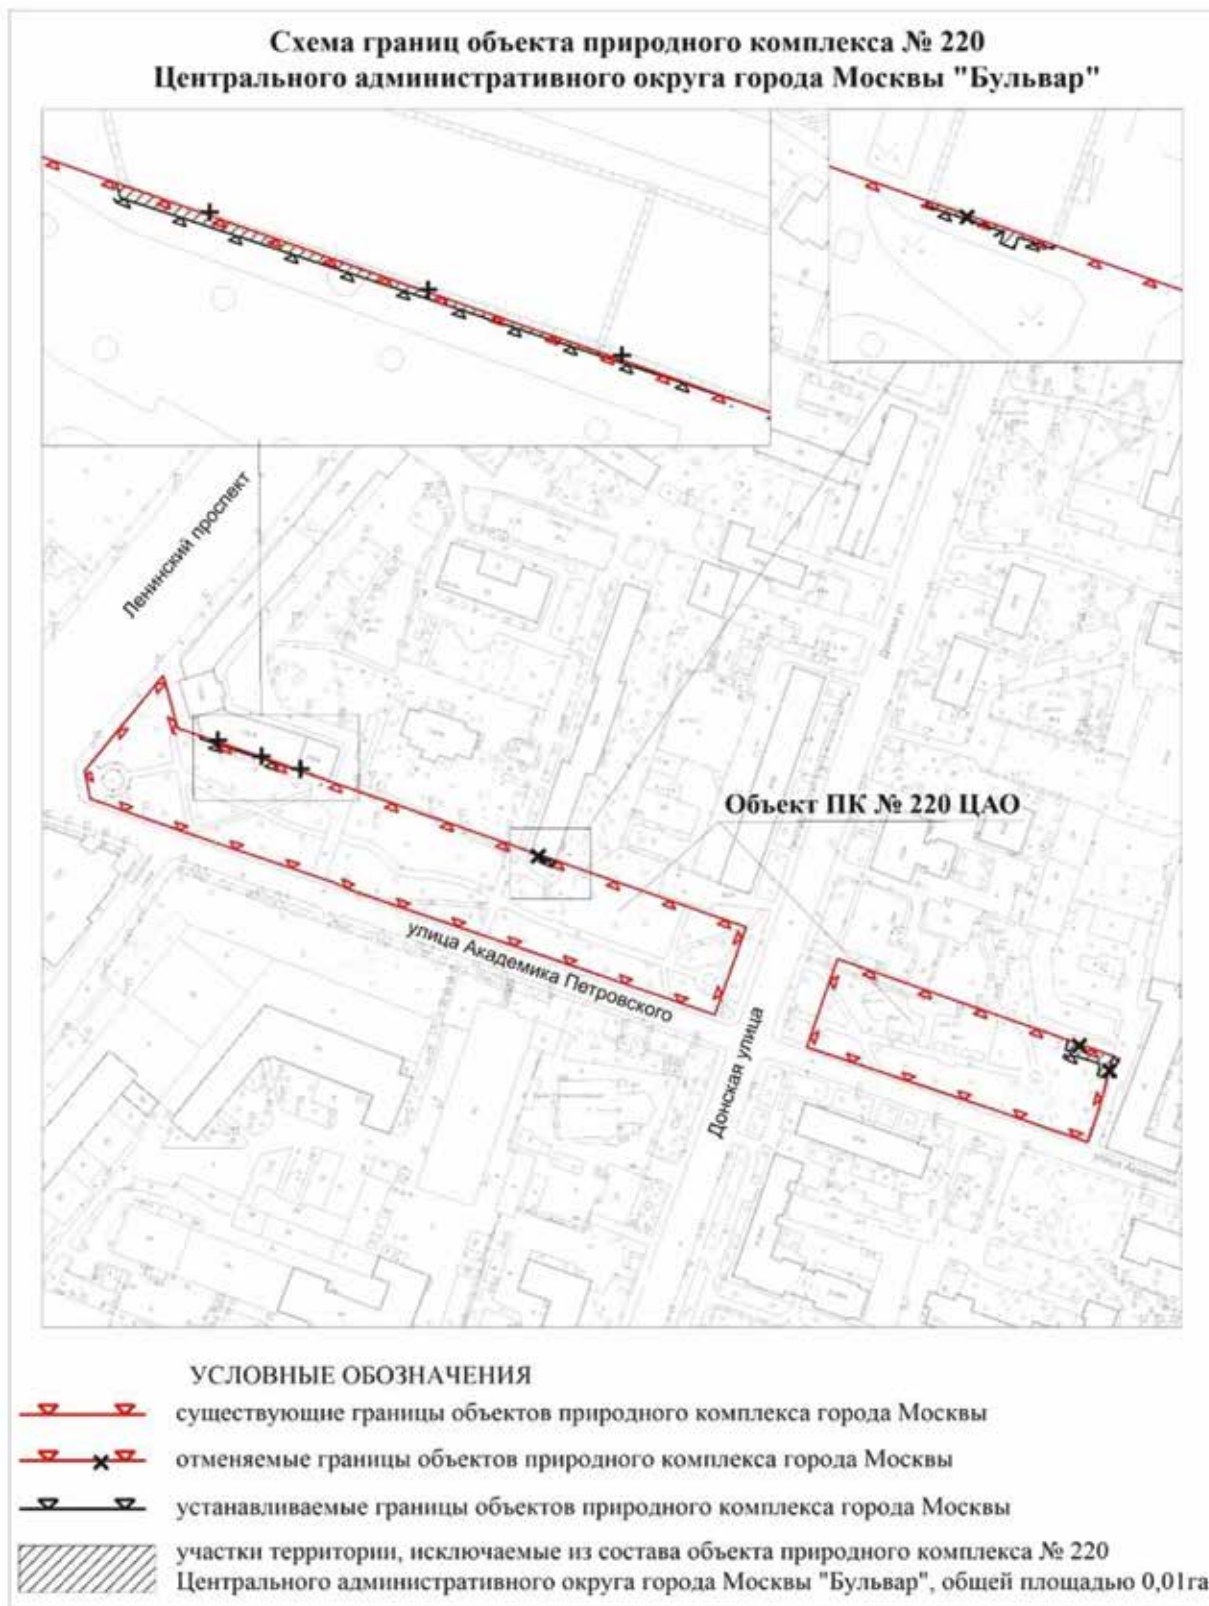 Схема границ объекта природного комплекса № 220
Центрального административного округа города Москвы "Бульвар"
Ленинский проспект
Донская ул.
Объект ПК № 220 ЦАО
улица Академика Петровского
Донская улица
УСЛОВНЫЕ ОБОЗНАЧЕНИЯ
существующие границы объектов природного комплекса города Москвы
отменяемые границы объектов природного комплекса города Москвы
устанавливаемые границы объектов природного комплекса города Москвы
участки территории, исключаемые из состава объекта природного комплекса № 220
Центрального административного округа города Москвы "Бульвар", общей площадью 0,01га